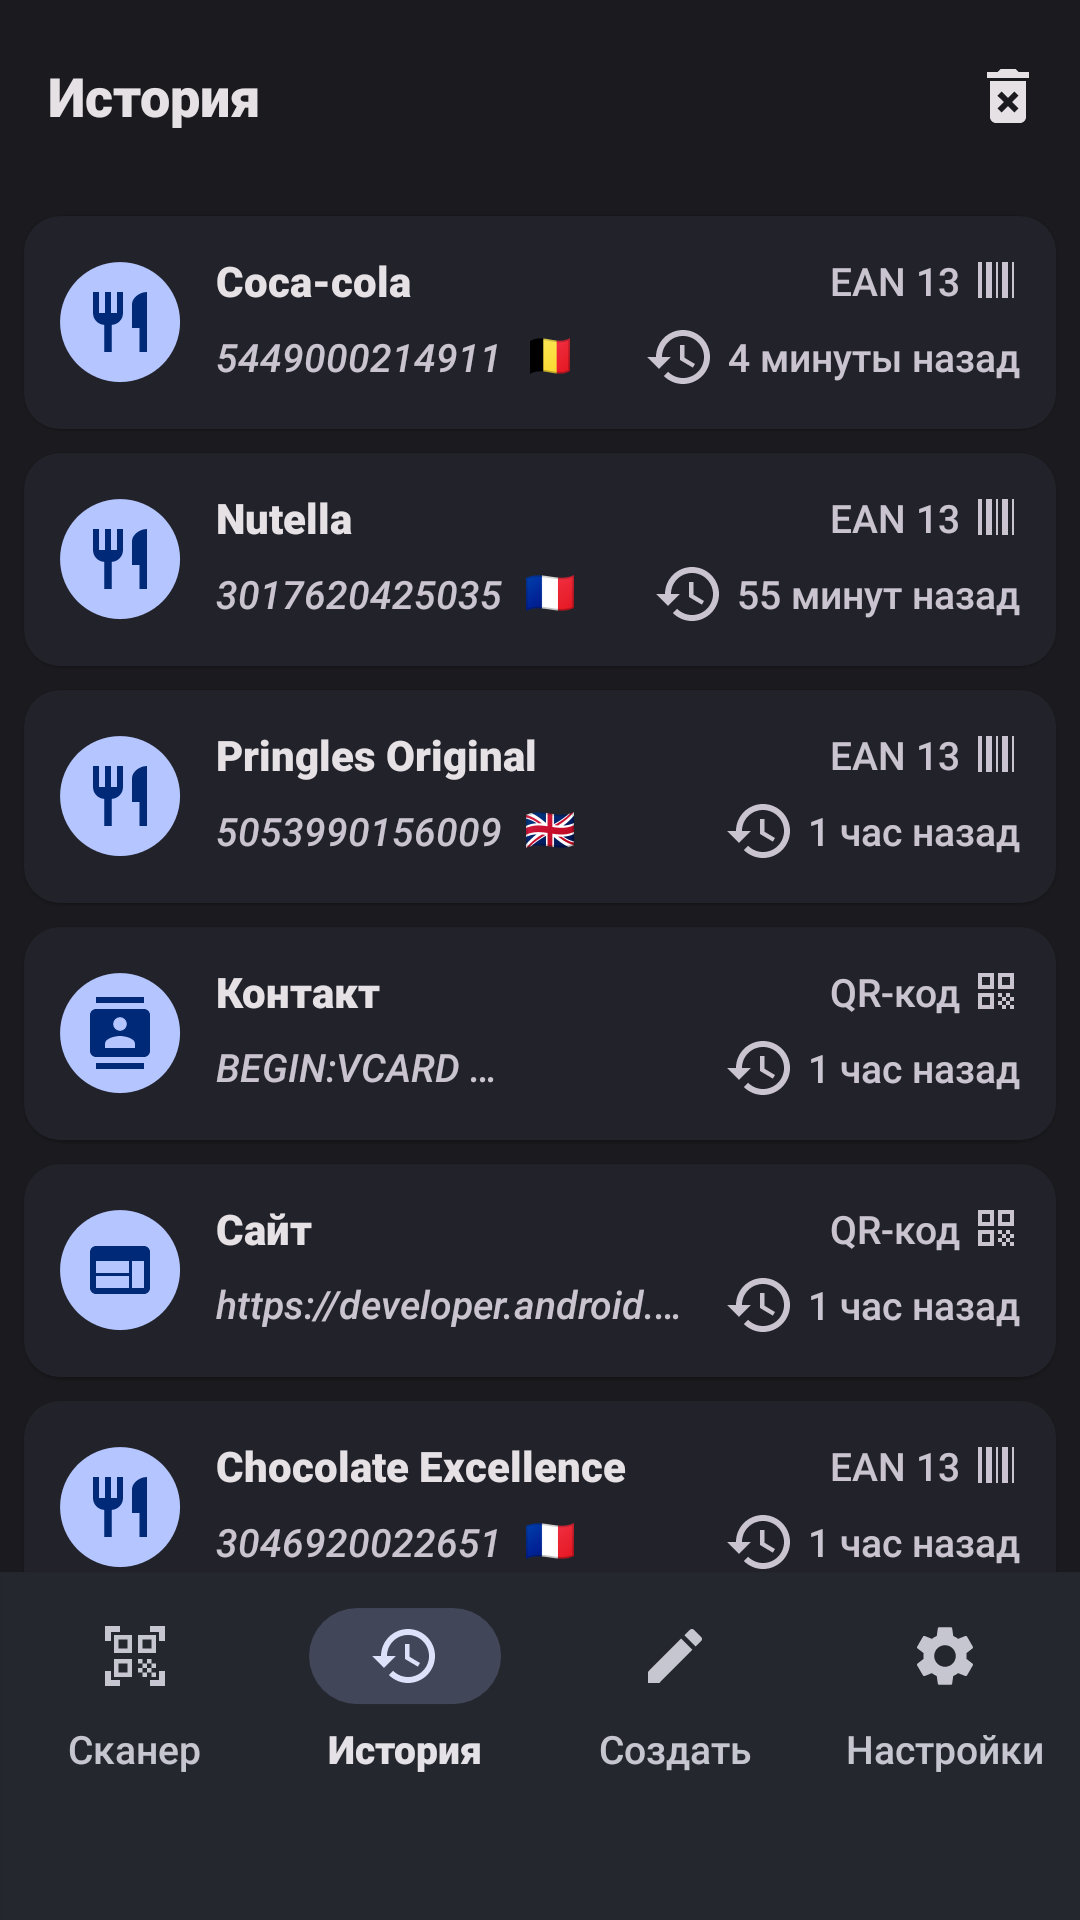 История
Coca-cola EAN 13
5449000214911 4 минуты назад
Nutella EAN 13
3017620425035 55 минут назад
Pringles Original EAN 13
5053990156009 1 час назад
Контакт QR-код
BEGIN:VCARD ... 1 час назад
Сайт QR-код
https://developer.android.... 1 час назад
Chocolate Excellence EAN 13
3046920022651 1 час назад
Сканер История Создать Настройки